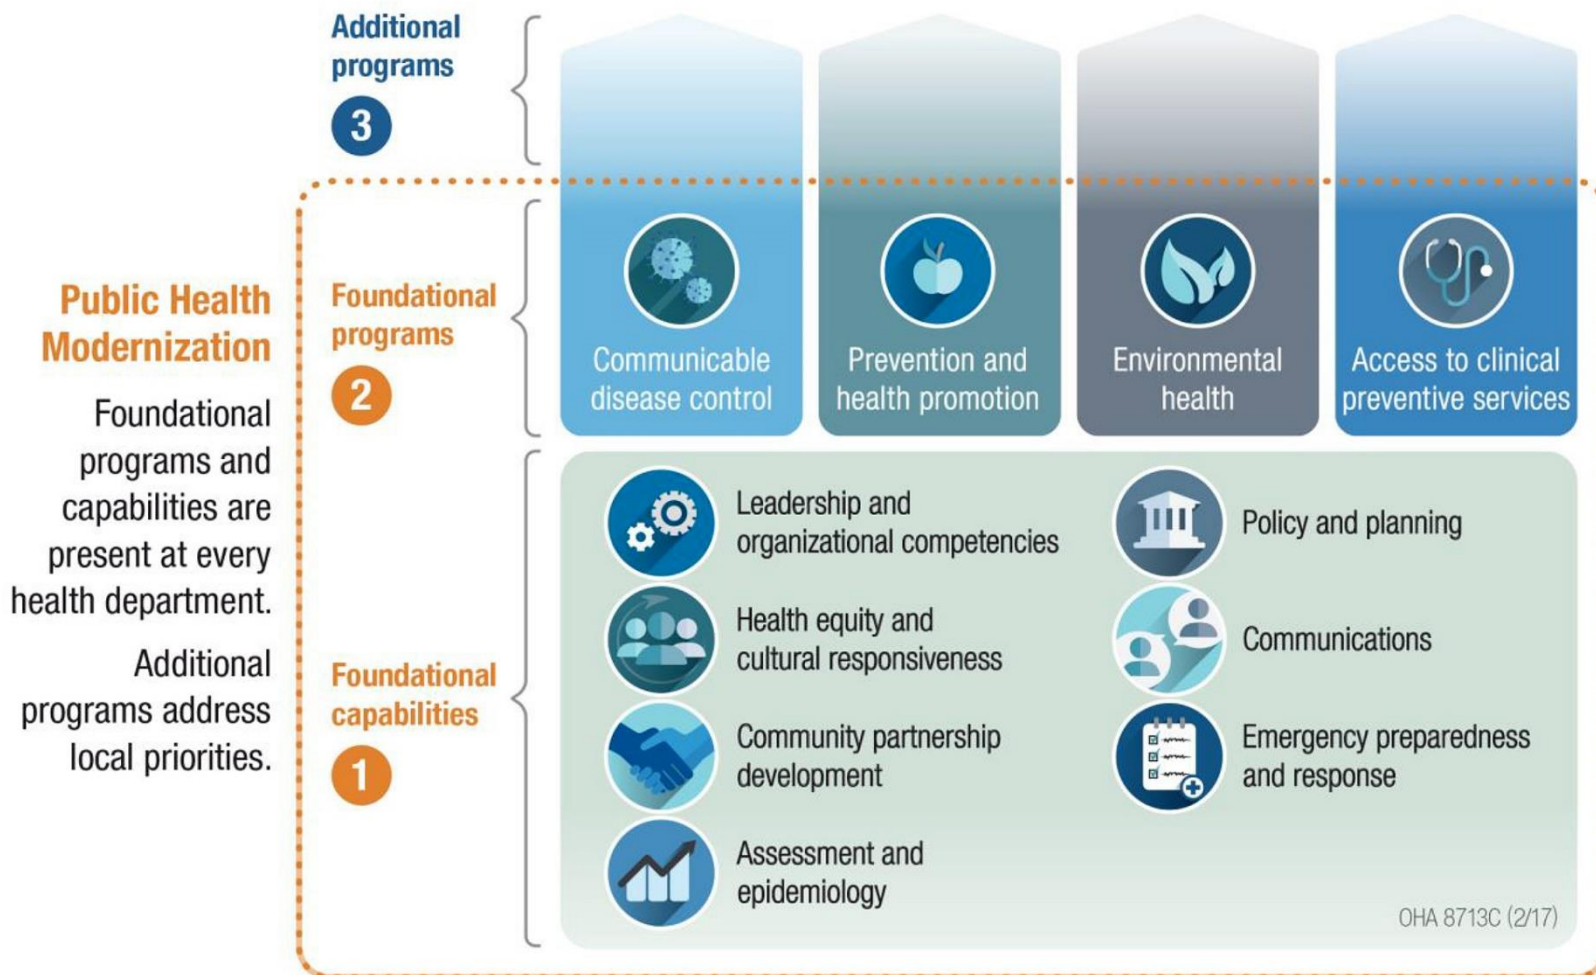 Additional
programs
3
Public Health
Modernization
Foundational
programs and
capabilities are
present at every
health department.
Additional
programs address
local priorities.
Foundational
programs
2
Communicable
disease control
Prevention and
health promotion
Environmental
health
Access to clinical
preventive services
Foundational
capabilities
1
Leadership and
organizational competencies
Health equity and
cultural responsiveness
Community partnership
development
Assessment and
epidemiology
Policy and planning
Communications
Emergency preparedness
and response
OHA 8713C (2/17)